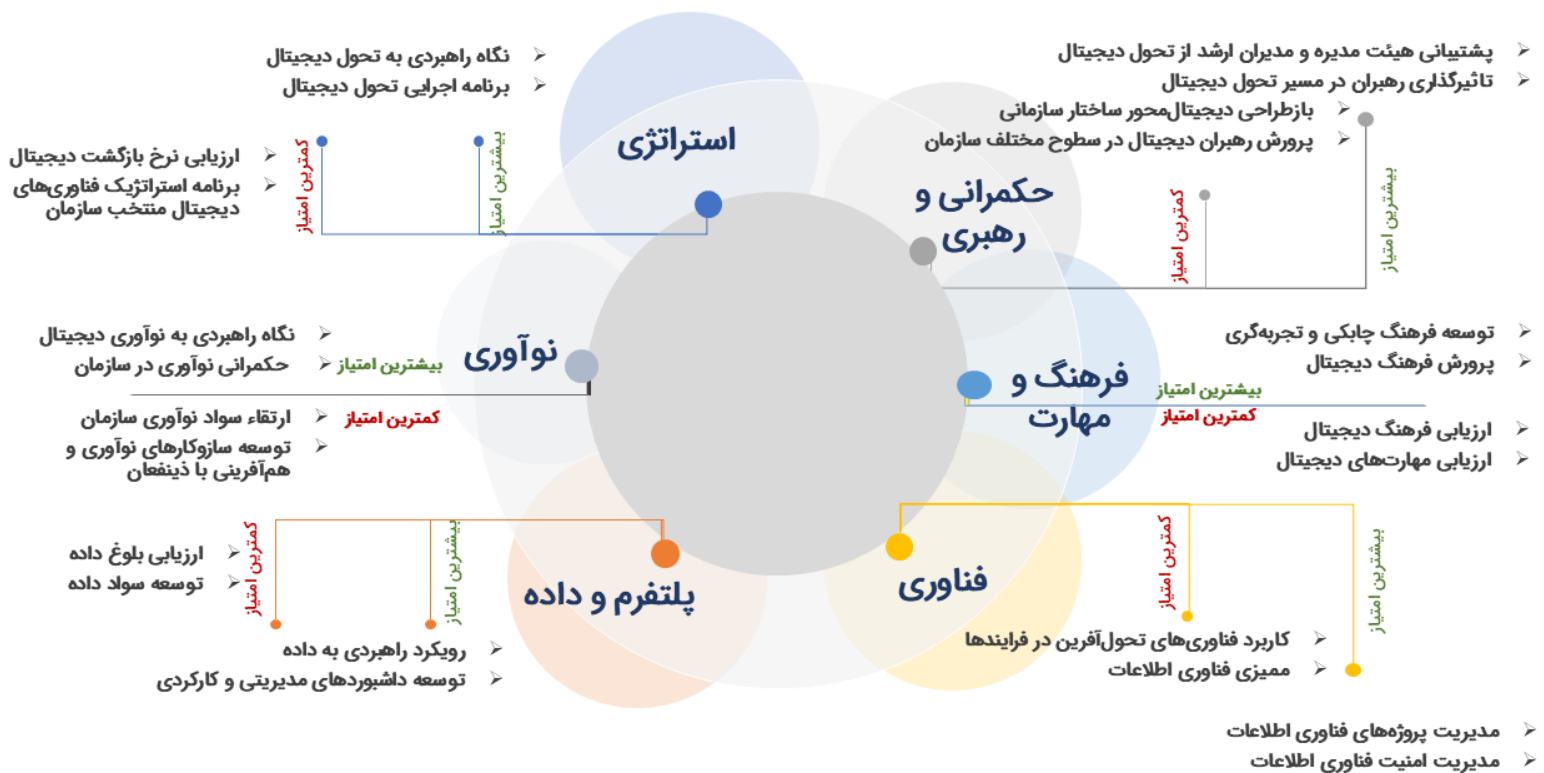 پشتیبانی هیئت مدیره و مدیران ارشد از تحول دیجیتال
تاثیرگذاری رهبران در مسیر تحول دیجیتال
بیشترین امتیاز
بازطراحی دیجیتال‌محور ساختار سازمانی
پرورش رهبران دیجیتال در سطوح مختلف سازمان
کمترین امتیاز
حکمرانی و
رهبری
نگاه راهبردی به تحول دیجیتال
برنامه اجرایی تحول دیجیتال
بیشترین امتیاز
ارزیابی نرخ بازگشت دیجیتال
برنامه استراتژیک فناوری‌های
دیجیتال منتخب سازمان
کمترین امتیاز
استراتژی
توسعه فرهنگ چابکی و تجربه‌گری
پرورش فرهنگ دیجیتال
بیشترین امتیاز
کمترین امتیاز
ارزیابی فرهنگ دیجیتال
ارزیابی مهارت‌های دیجیتال
فرهنگ و
مهارت
نوآوری
نگاه راهبردی به نوآوری دیجیتال
حکمرانی نوآوری در سازمان
بیشترین امتیاز
کمترین امتیاز
ارتقاء سواد نوآوری سازمان
توسعه سازوکارهای نوآوری و
هم‌آفرینی با ذینفعان
فناوری
کمترین امتیاز
کاربرد فناوری‌های تحول‌آفرین در فرایندها
ممیزی فناوری اطلاعات
بیشترین امتیاز
مدیریت پروژه‌های فناوری اطلاعات
مدیریت امنیت فناوری اطلاعات
پلتفرم و داده
بیشترین امتیاز
رویکرد راهبردی به داده
توسعه داشبوردهای مدیریتی و کارکردی
کمترین امتیاز
ارزیابی بلوغ داده
توسعه سواد داده